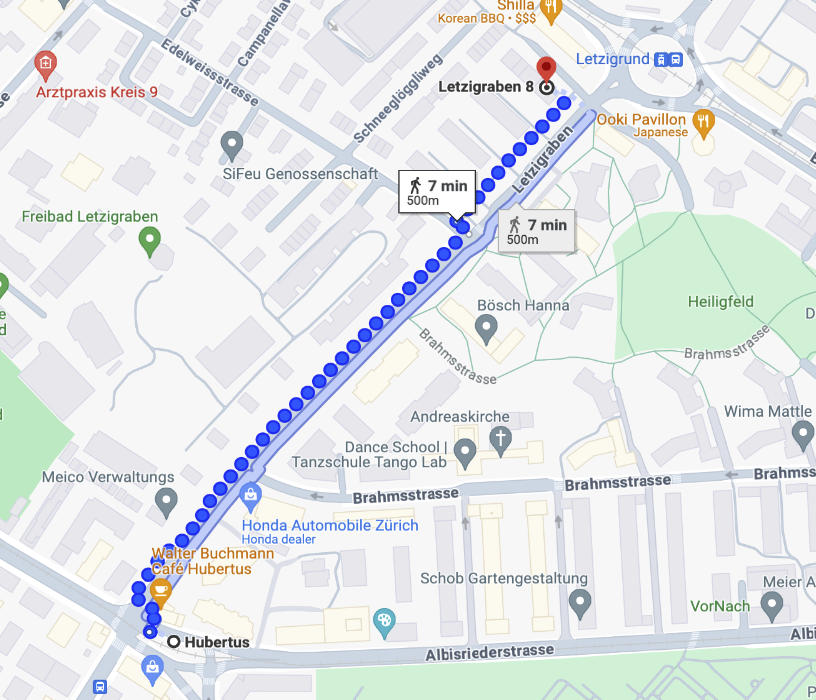 Shilla
Korean BBQ • $$$
Cyk
Campanellaw
Edelweissstrasse
Letzigrund
Arztpraxis Kreis 9
Schneeglöggliweg
Letzigraben 8
Ooki Pavillon
Japanese
SiFeu Genossenschaft
Letzigraben
7 min
500m
Freibad Letzigraben
7 min
500m
e
d
Bösch Hanna
Heiligfeld
D
Brahmsstrasse
Brahmsstrasse
d
Andreaskirche
Wima Mattle
Dance School |
Tanzschule Tango Lab
Meico Verwaltungs
Brahmsstrasse
Brahmsstrasse
Brahmss
Honda Automobile Zürich
Honda dealer
Walter Buchmann
Café Hubertus
Schob Gartengestaltung
Meier A
VorNach
Hubertus
Albisriederstrasse
Albi
P